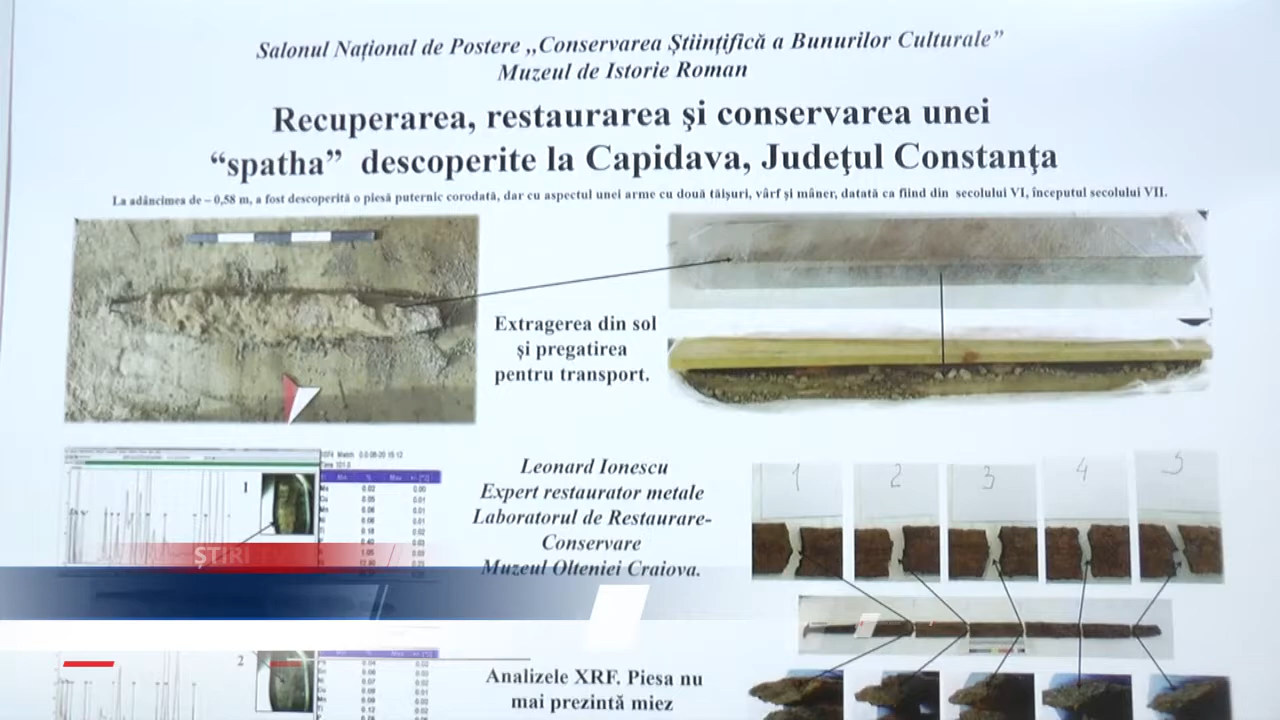 Salonul Național de Postere „Conservarea Științifică a Bunurilor Culturale”
Muzeul de Istorie Roman
Recuperarea, restaurarea şi conservarea unei
“spatha” descoperite la Capidava, Judeţul Constanţa
La adâncimea de – 0,58 m, a fost descoperită o piesă puternic corodată, dar cu aspectul unei arme cu două tăişuri, vârf şi mâner, datată ca fiind din secolului VI, începutul secolului VII.
Extragerea din sol
și pregatirea
pentru transport.
1
Leonard Ionescu
Expert restaurator metale
Laboratorul de Restaurare-
Conservare
Muzeul Olteniei Craiova.
1 2 3 4 5
ȘTIRI
2
Analizele XRF. Piesa nu
mai prezintă miez